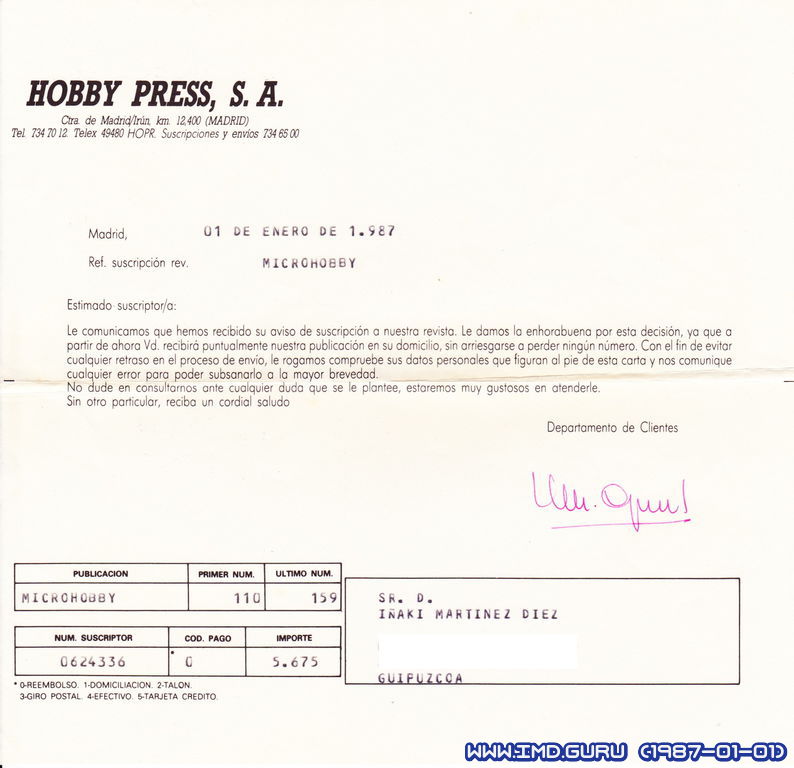 HOBBY PRESS, S. A.
Ctra. de Madrid/Irún, km. 12,400 (MADRID)
Tel. 734 70 12. Telex 49480 HOPR. Suscripciones y envíos 734 65 00
Madrid, 01 DE ENERO DE 1.987
Ref. suscripción rev. MICROHOBBY
Estimado suscriptor/a:
Le comunicamos que hemos recibido su aviso de suscripción a nuestra revista. Le damos la enhorabuena por esta decisión, ya que a
partir de ahora Vd. recibirá puntualmente nuestra publicación en su domicilio, sin arriesgarse a perder ningún número. Con el fin de evitar
cualquier retraso en el proceso de envío, le rogamos compruebe sus datos personales que figuran al pie de esta carta y nos comunique
cualquier error para poder subsanarlo a la mayor brevedad.
No dude en consultarnos ante cualquier duda que se le plantee, estaremos muy gustosos en atenderle.
Sin otro particular, reciba un cordial saludo
Departamento de Clientes
PUBLICACION PRIMER NUM. ULTIMO NUM.
MICROHOBBY 110 159
NUM. SUSCRIPTOR COD. PAGO IMPORTE
0624336 * 0 5.675
* 0-REEMBOLSO. 1-DOMICILIACION. 2-TALON.
3-GIRO POSTAL. 4-EFECTIVO. 5-TARJETA CREDITO.
SR. D.
IÑAKI MARTINEZ DIEZ
GUIPUZCOA
WWW.IMD.GURU (1987-01-01)